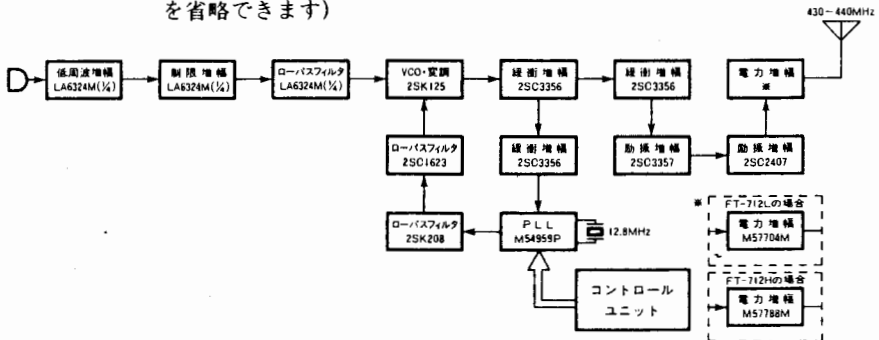 を省略できます)
430~440MHz
低周波増幅
LA6324M(¼)
制限増幅
LA6324M(¼)
ローパスフィルタ
LA6324M(¼)
VCO・変調
2SK125
緩衝増幅
2SC3356
緩衝増幅
2SC3356
電力増幅
※
ローパスフィルタ
2SC1623
緩衝増幅
2SC3356
励振増幅
2SC3357
励振増幅
2SC2407
ローパスフィルタ
2SK208
PLL
M54959P
12.8MHz
※ FT-712Lの場合
電力増幅
M57704M
FT-712Hの場合
電力増幅
M57788M
コントロール
ユニット